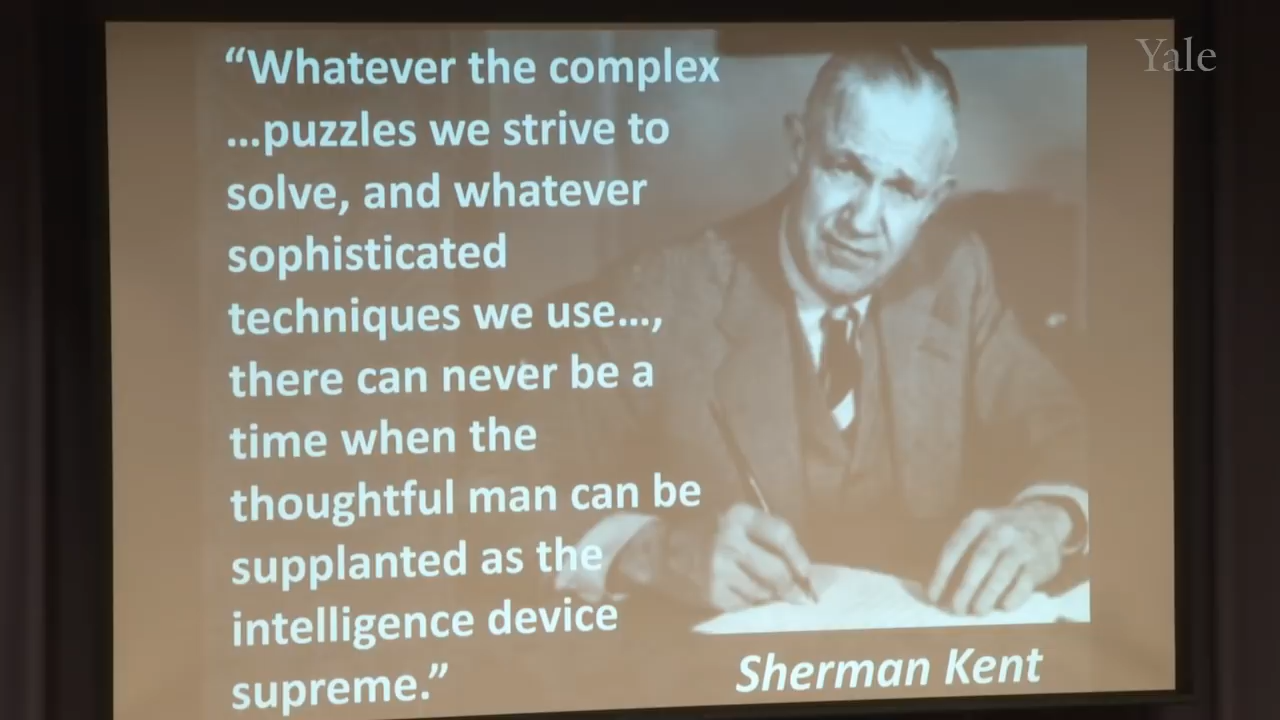 Yale
“Whatever the complex
…puzzles we strive to
solve, and whatever
sophisticated
techniques we use…,
there can never be a
time when the
thoughtful man can be
supplanted as the
intelligence device
supreme.”
Sherman Kent